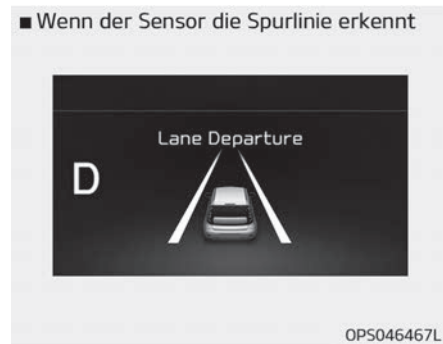 ■ Wenn der Sensor die Spurlinie erkennt
Lane Departure
D
OPS046467L